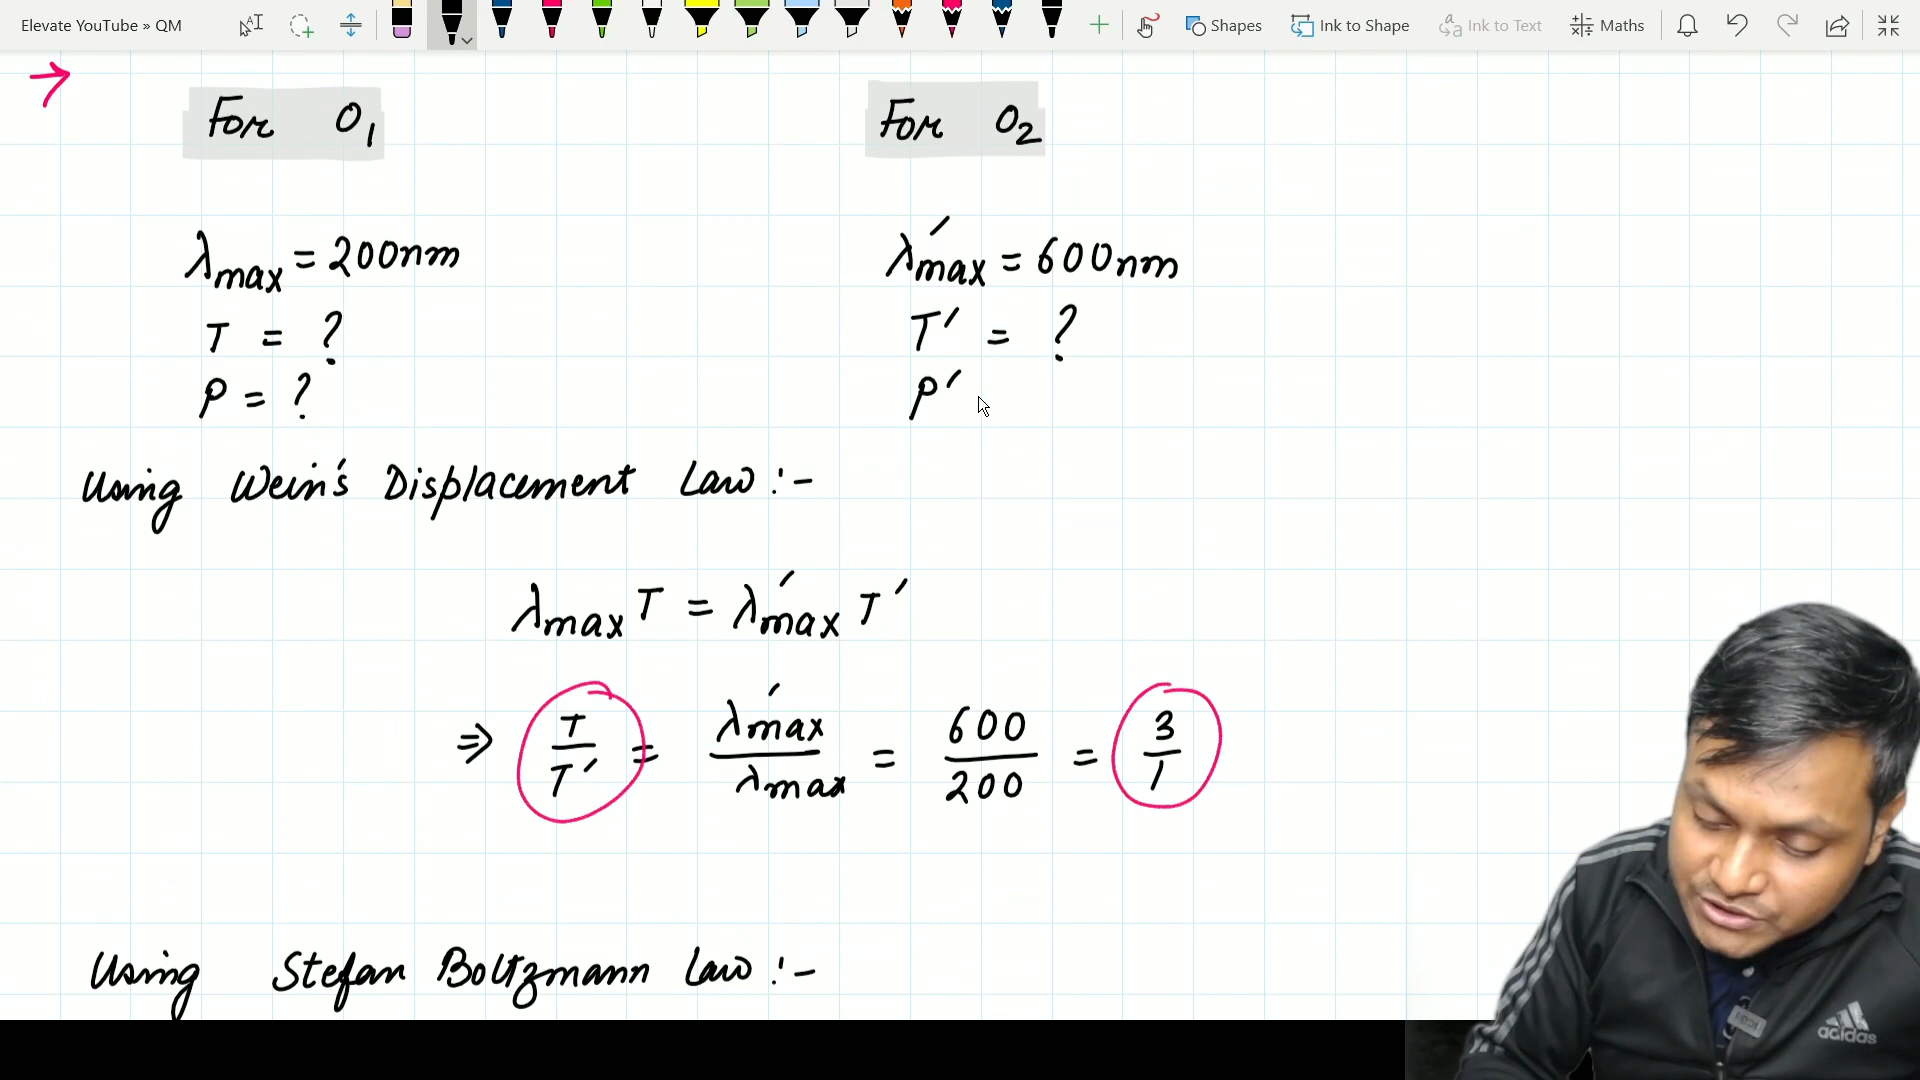 Elevate YouTube » QM
Shapes
Ink to Shape
Ink to Text
Maths
For O₁
For O₂
λmax = 200nm
λ′max = 600nm
T = ?
T′ = ?
P = ?
P′
Using Wein's Displacement Law :-
λmax T = λ′max T′
⇒ T/T′ = λ′max/λmax = 600/200 = 3/1
Using Stefan Boltzmann Law :-
adidas